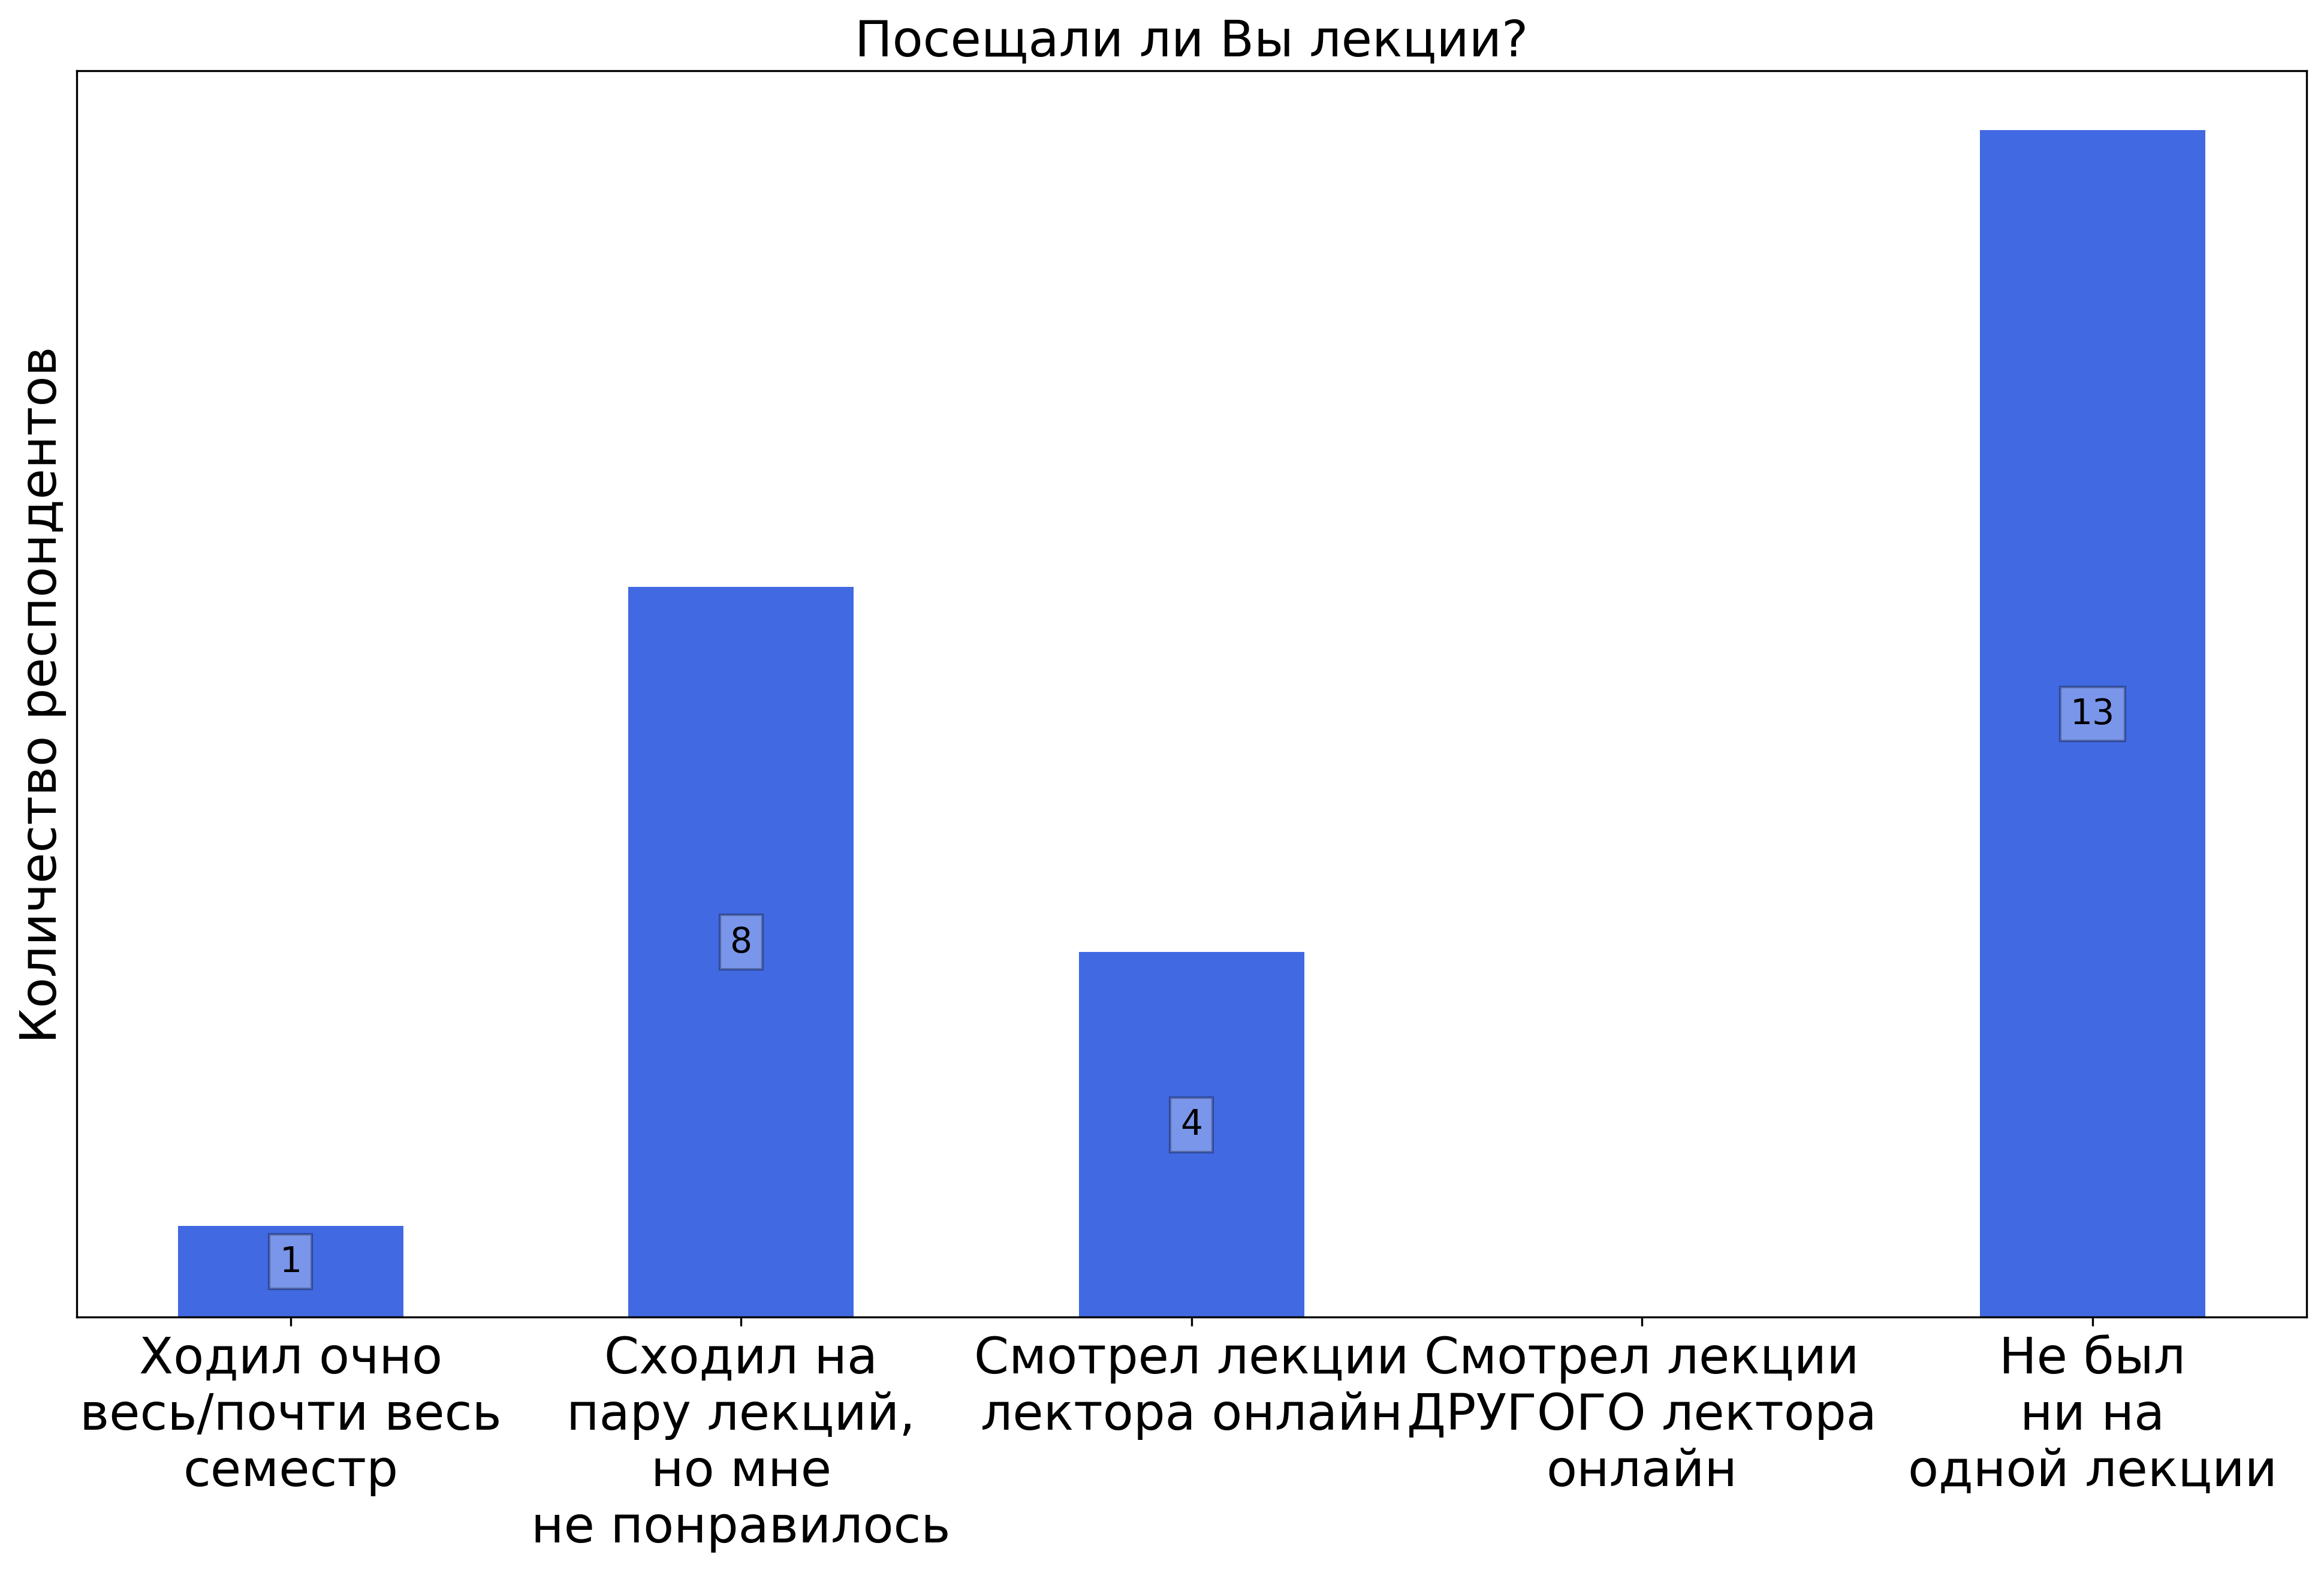 Посещали ли Вы лекции?
Количество респондентов
13
8
4
1
Ходил очно
весь/почти весь
семестр
Сходил на
пару лекций,
но мне
не понравилось
Смотрел лекции
лектора онлайн
Смотрел лекции
ДРУГОГО лектора
онлайн
Не был
ни на
одной лекции